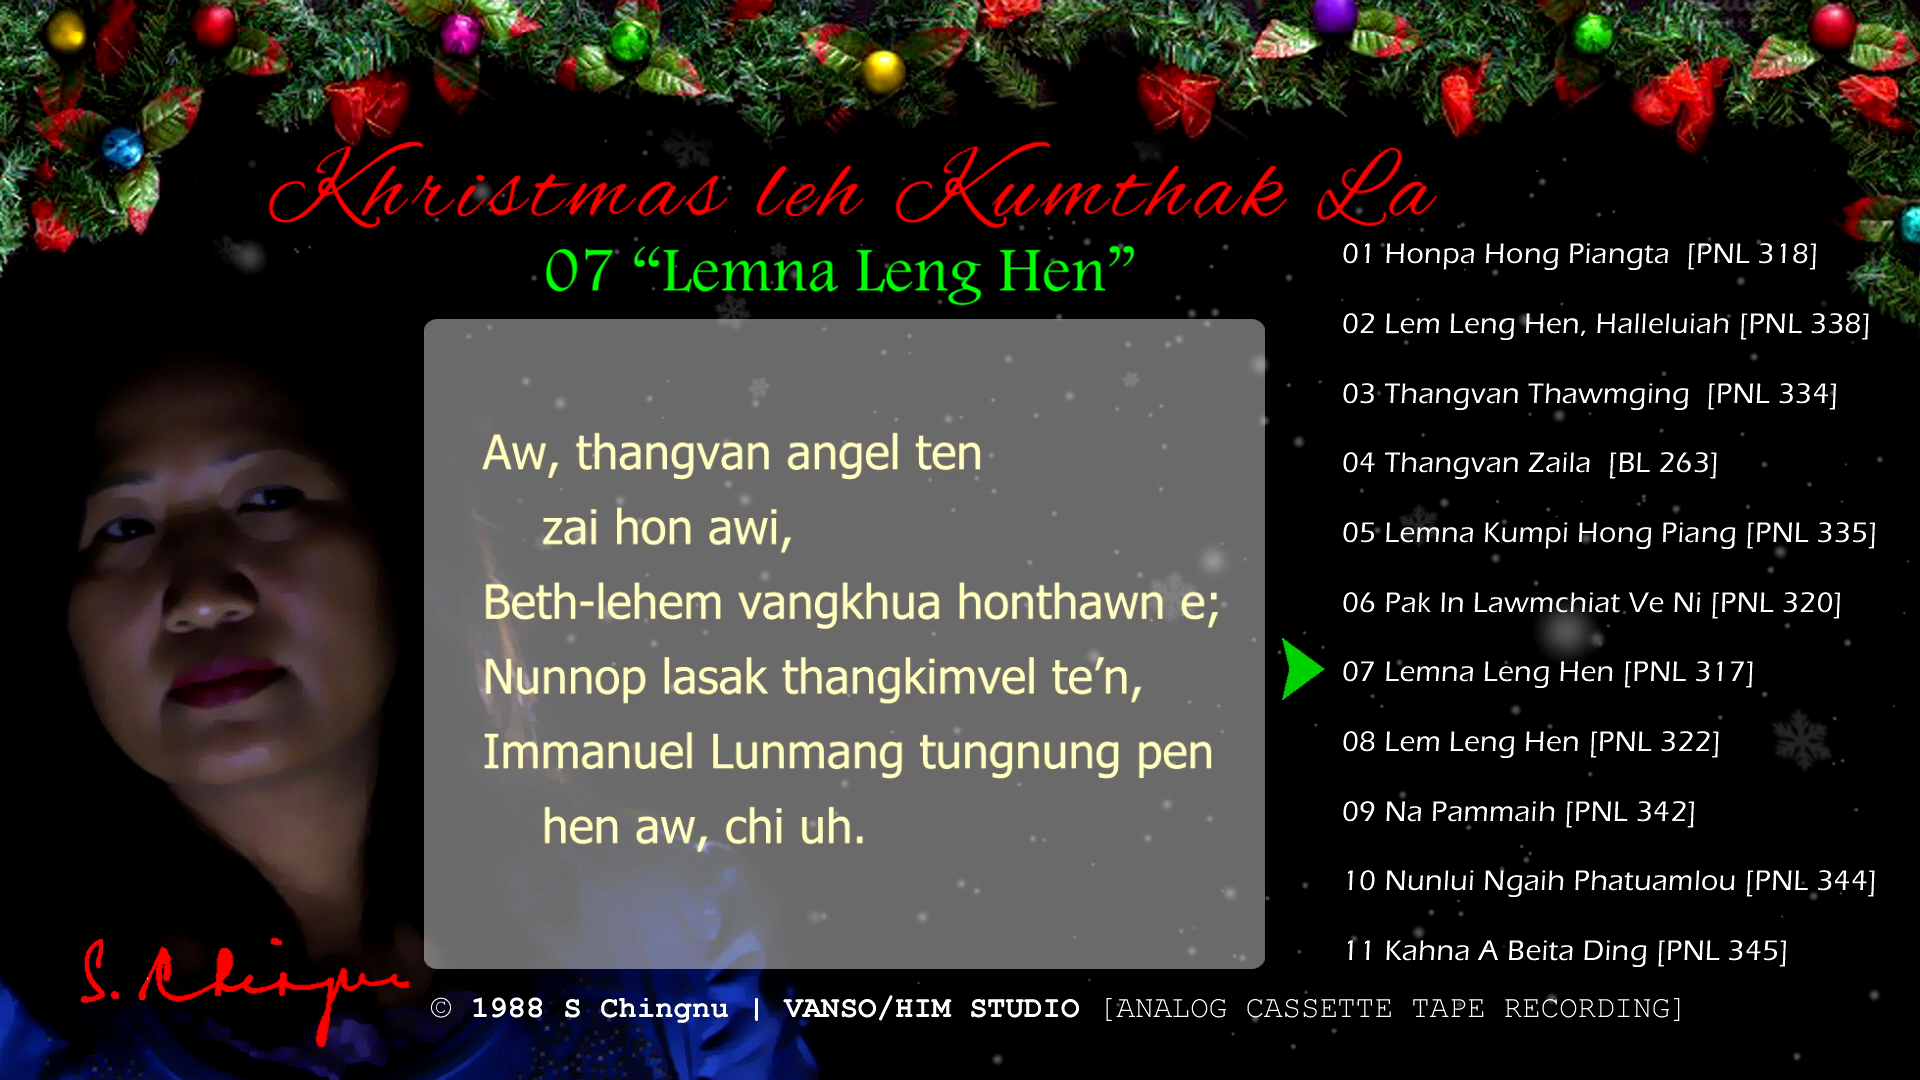 Khristmas leh Kumthak La
07 “Lemna Leng Hen”
Aw, thangvan angel ten
zai hon awi,
Beth-lehem vangkhua honthawn e;
Nunnop lasak thangkimvel te’n,
Immanuel Lunmang tungnung pen
hen aw, chi uh.
01 Honpa Hong Piangta [PNL 318]
02 Lem Leng Hen, Halleluiah [PNL 338]
03 Thangvan Thawmging [PNL 334]
04 Thangvan Zaila [BL 263]
05 Lemna Kumpi Hong Piang [PNL 335]
06 Pak In Lawmchiat Ve Ni [PNL 320]
07 Lemna Leng Hen [PNL 317]
08 Lem Leng Hen [PNL 322]
09 Na Pammaih [PNL 342]
10 Nunlui Ngaih Phatuamlou [PNL 344]
11 Kahna A Beita Ding [PNL 345]
S. Chingnu
© 1988 S Chingnu | VANSO/HIM STUDIO [ANALOG CASSETTE TAPE RECORDING]